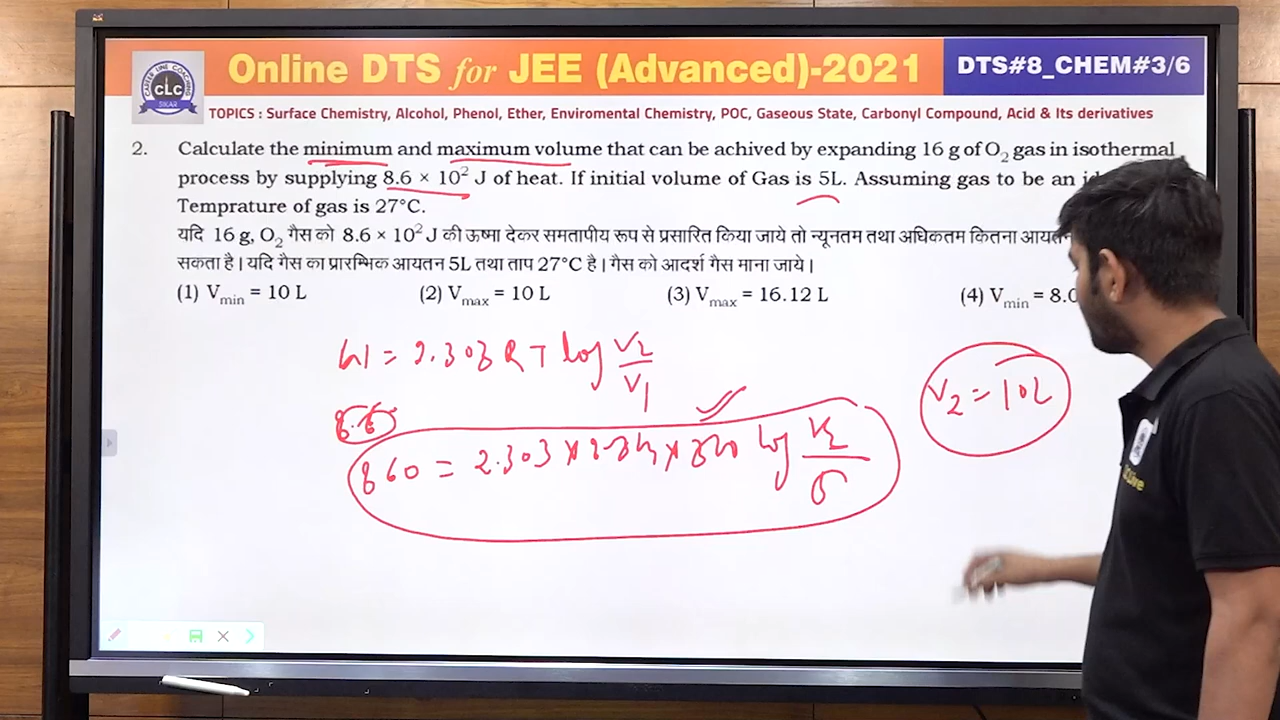 Online DTS for JEE (Advanced)-2021
DTS#8_CHEM#3/6
CAREER LINE COACHING
cLc
SIKAR
TOPICS : Surface Chemistry, Alcohol, Phenol, Ether, Enviromental Chemistry, POC, Gaseous State, Carbonyl Compound, Acid & Its derivatives
2. Calculate the minimum and maximum volume that can be achived by expanding 16 g of O₂ gas in isothermal
process by supplying 8.6 × 10² J of heat. If initial volume of Gas is 5L. Assuming gas to be an
Temprature of gas is 27°C.
यदि 16 g, O₂ गैस को 8.6 × 10² J की ऊष्मा देकर समतापीय रूप से प्रसारित किया जाये तो न्यूनतम तथा अधिकतम कितना
सकता है। यदि गैस का प्रारम्भिक आयतन 5L तथा ताप 27°C है। गैस को आदर्श गैस माना जाये।
(1) Vmin = 10 L (2) Vmax = 10 L (3) Vmax = 16.12 L (4) Vmin = 8.0
W = 2.303 R T log V₂/V₁
V₂ = 10L
860 = 2.303 × log V₂/5
Live